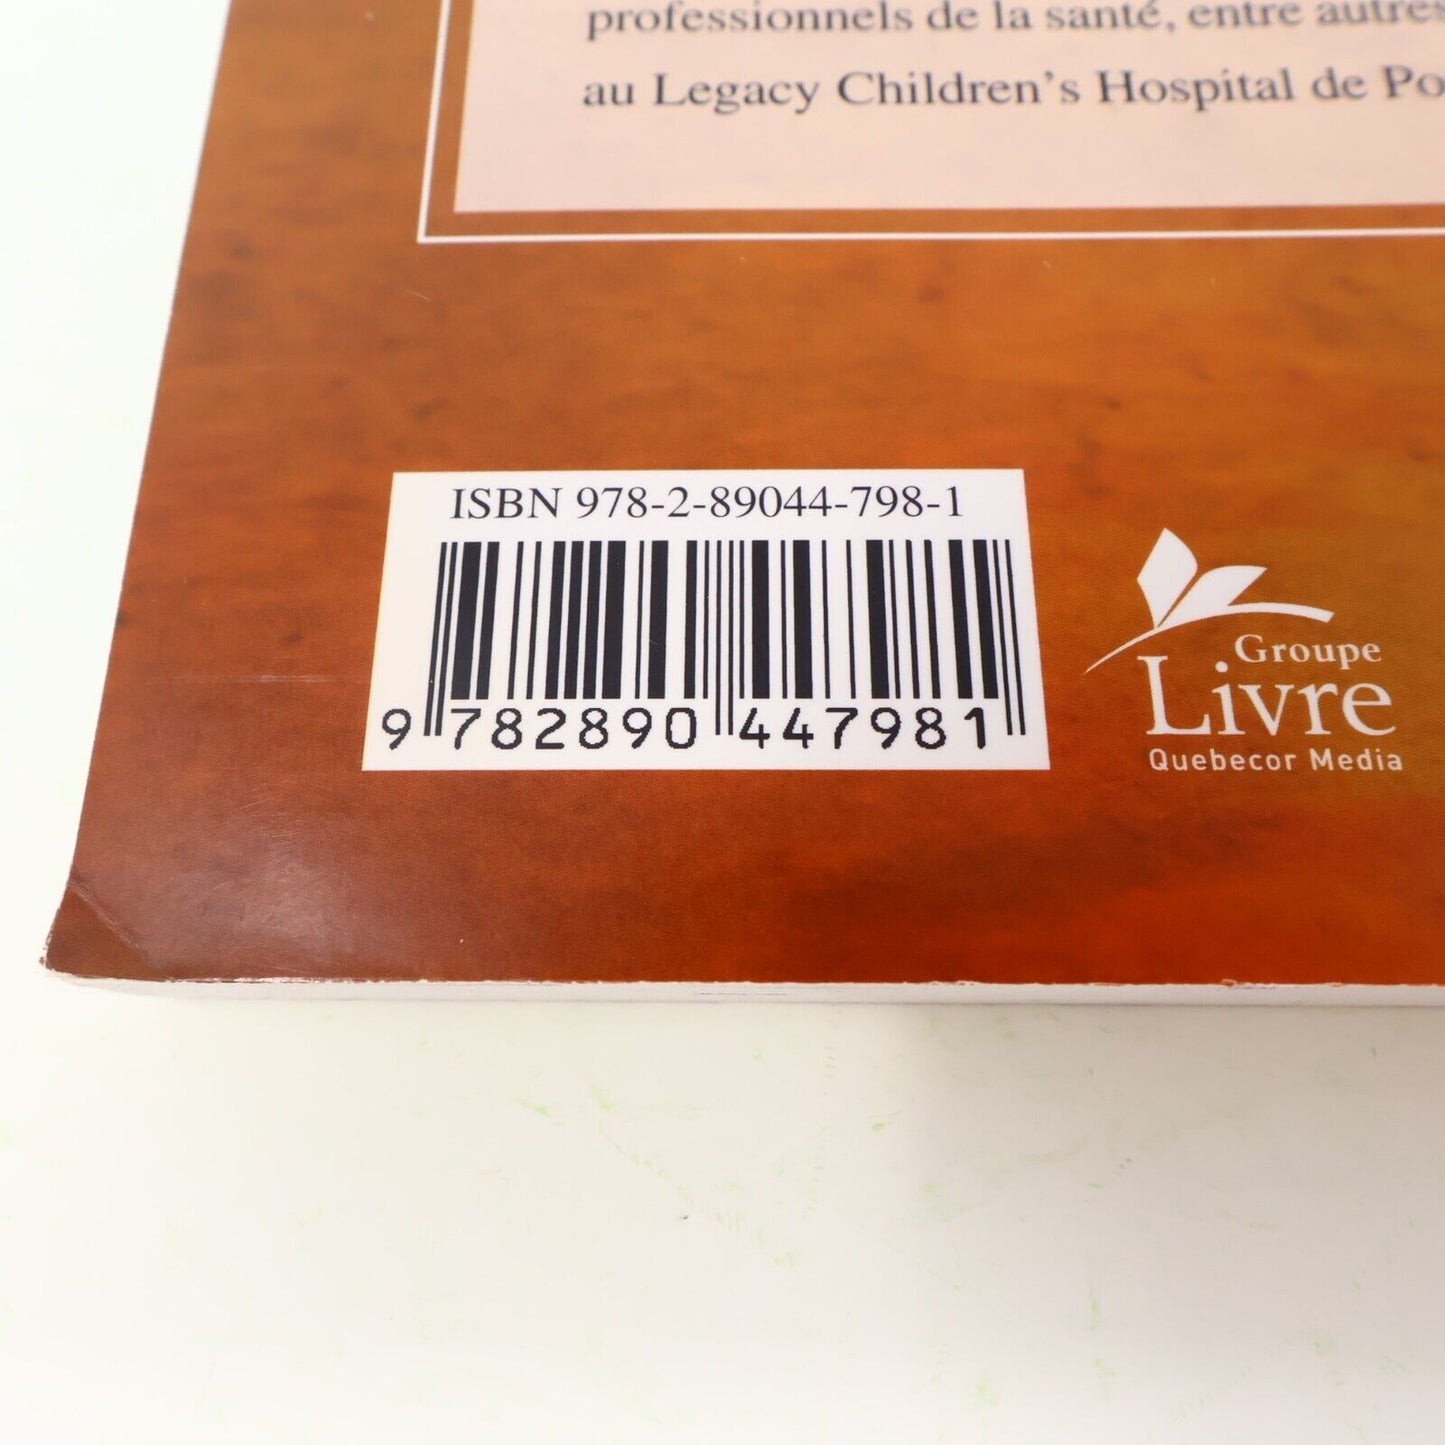 professionnels de la santé, entre autres
au Legacy Children's Hospital de Po
ISBN 978-2-89044-798-1
9 782890 447981
Groupe
Livre
Quebecor Media